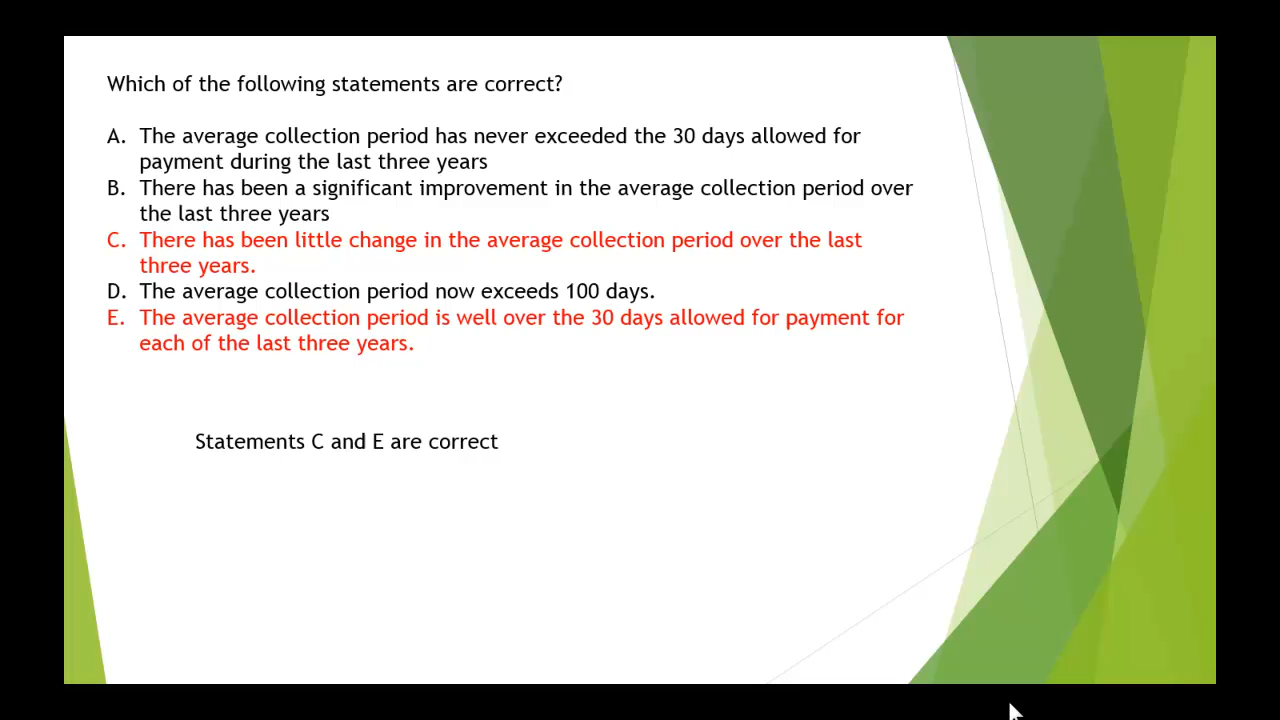 Which of the following statements are correct?
A. The average collection period has never exceeded the 30 days allowed for
payment during the last three years
B. There has been a significant improvement in the average collection period over
the last three years
C. There has been little change in the average collection period over the last
three years.
D. The average collection period now exceeds 100 days.
E. The average collection period is well over the 30 days allowed for payment for
each of the last three years.
Statements C and E are correct